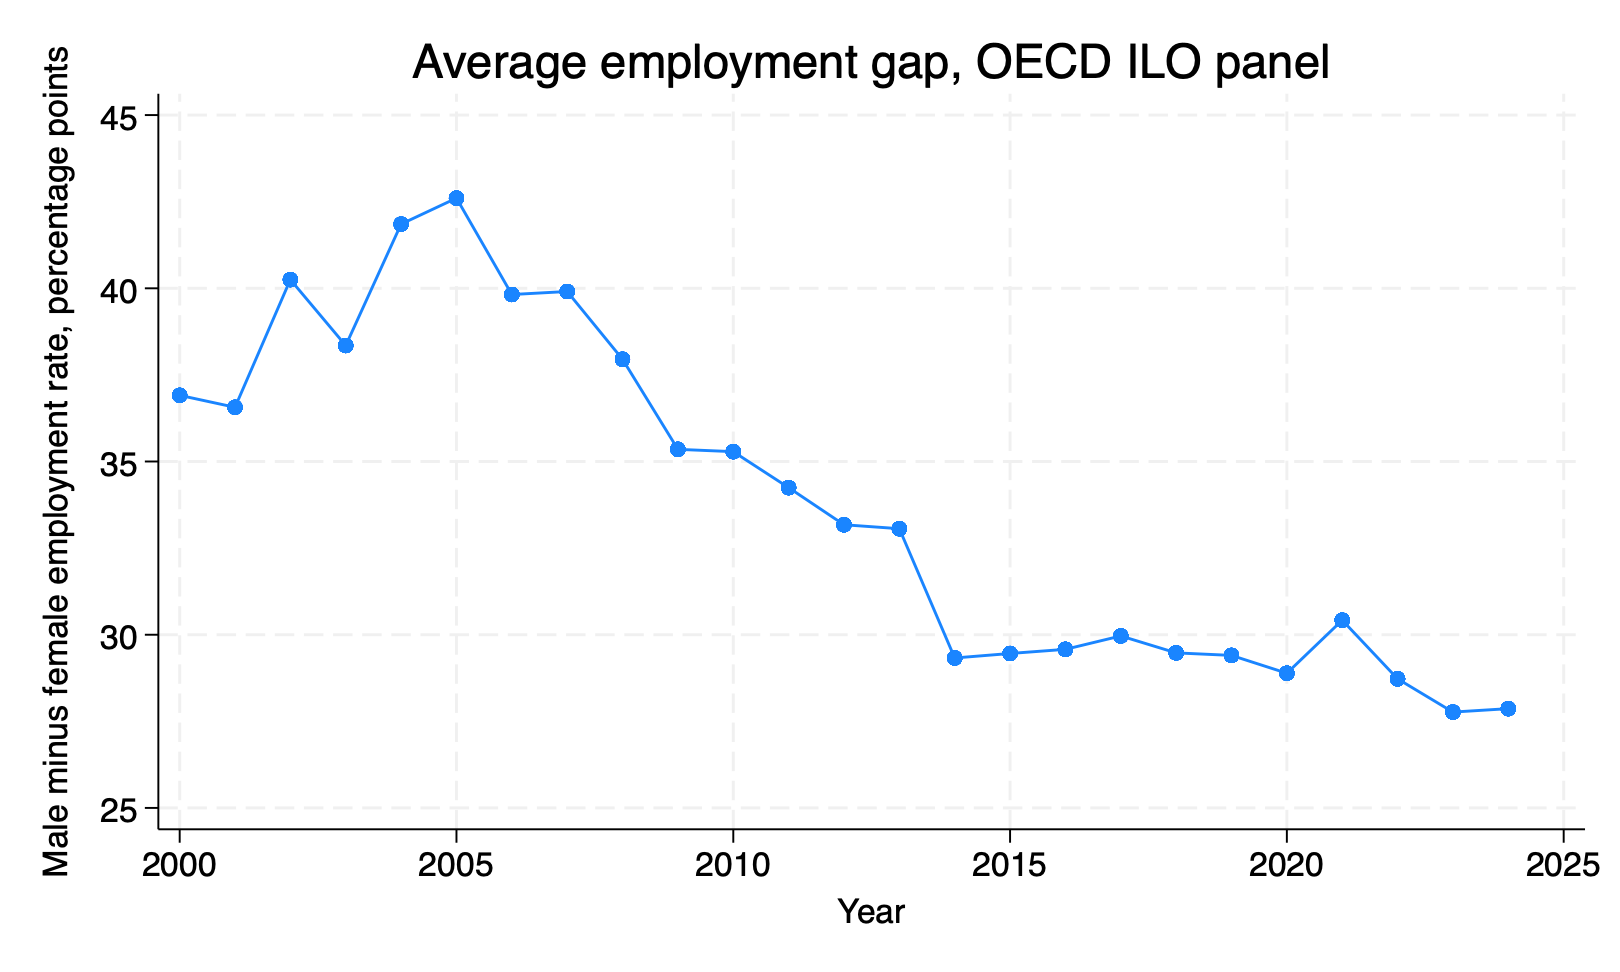 Average employment gap, OECD ILO panel
Male minus female employment rate, percentage points
45
40
35
30
25
2000 2005 2010 2015 2020 2025
Year